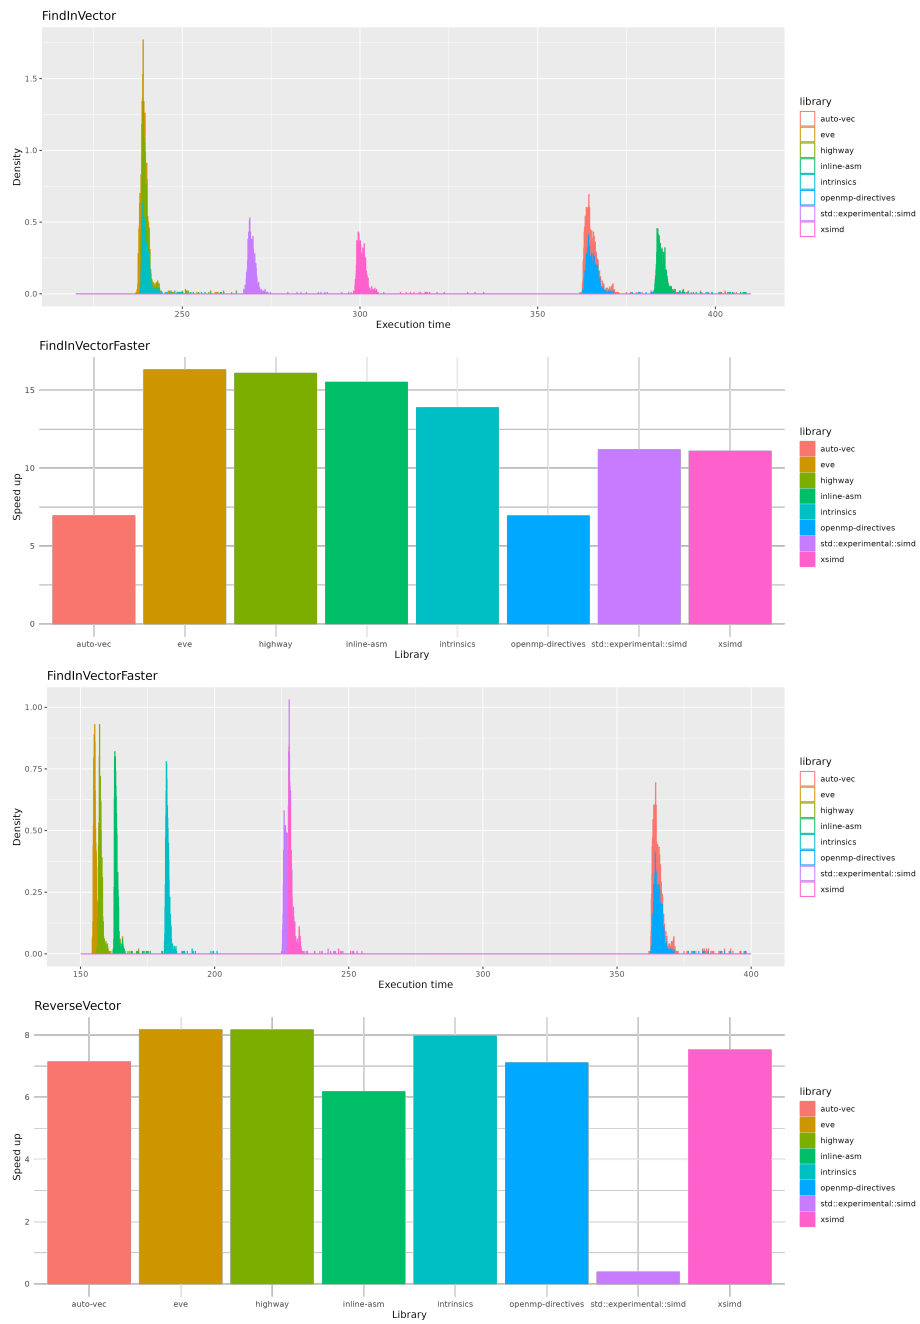 FindInVector
1.5
1.0
0.5
0.0
Density
250
300
350
400
Execution time
library
auto-vec
eve
highway
inline-asm
intrinsics
openmp-directives
std::experimental::simd
xsimd
FindInVectorFaster
15
10
5
0
Speed up
auto-vec eve highway inline-asm intrinsics openmp-directives std::experimental::simd xsimd
Library
library
auto-vec
eve
highway
inline-asm
intrinsics
openmp-directives
std::experimental::simd
xsimd
FindInVectorFaster
1.00
0.75
0.50
0.25
0.00
Density
150
200
250
300
350
400
Execution time
library
auto-vec
eve
highway
inline-asm
intrinsics
openmp-directives
std::experimental::simd
xsimd
ReverseVector
8
6
4
2
0
Speed up
auto-vec eve highway inline-asm intrinsics openmp-directives std::experimental::simd xsimd
Library
library
auto-vec
eve
highway
inline-asm
intrinsics
openmp-directives
std::experimental::simd
xsimd